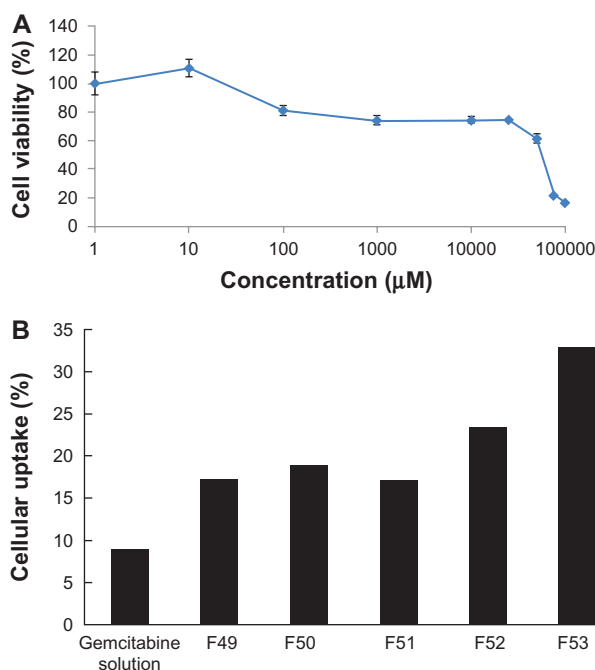 A
140
120
100
80
60
40
20
0
Cell viability (%)
1 10 100 1000 10000 100000
Concentration (μM)
B
35
30
25
20
15
10
5
0
Cellular uptake (%)
Gemcitabine F49 F50 F51 F52 F53
solution